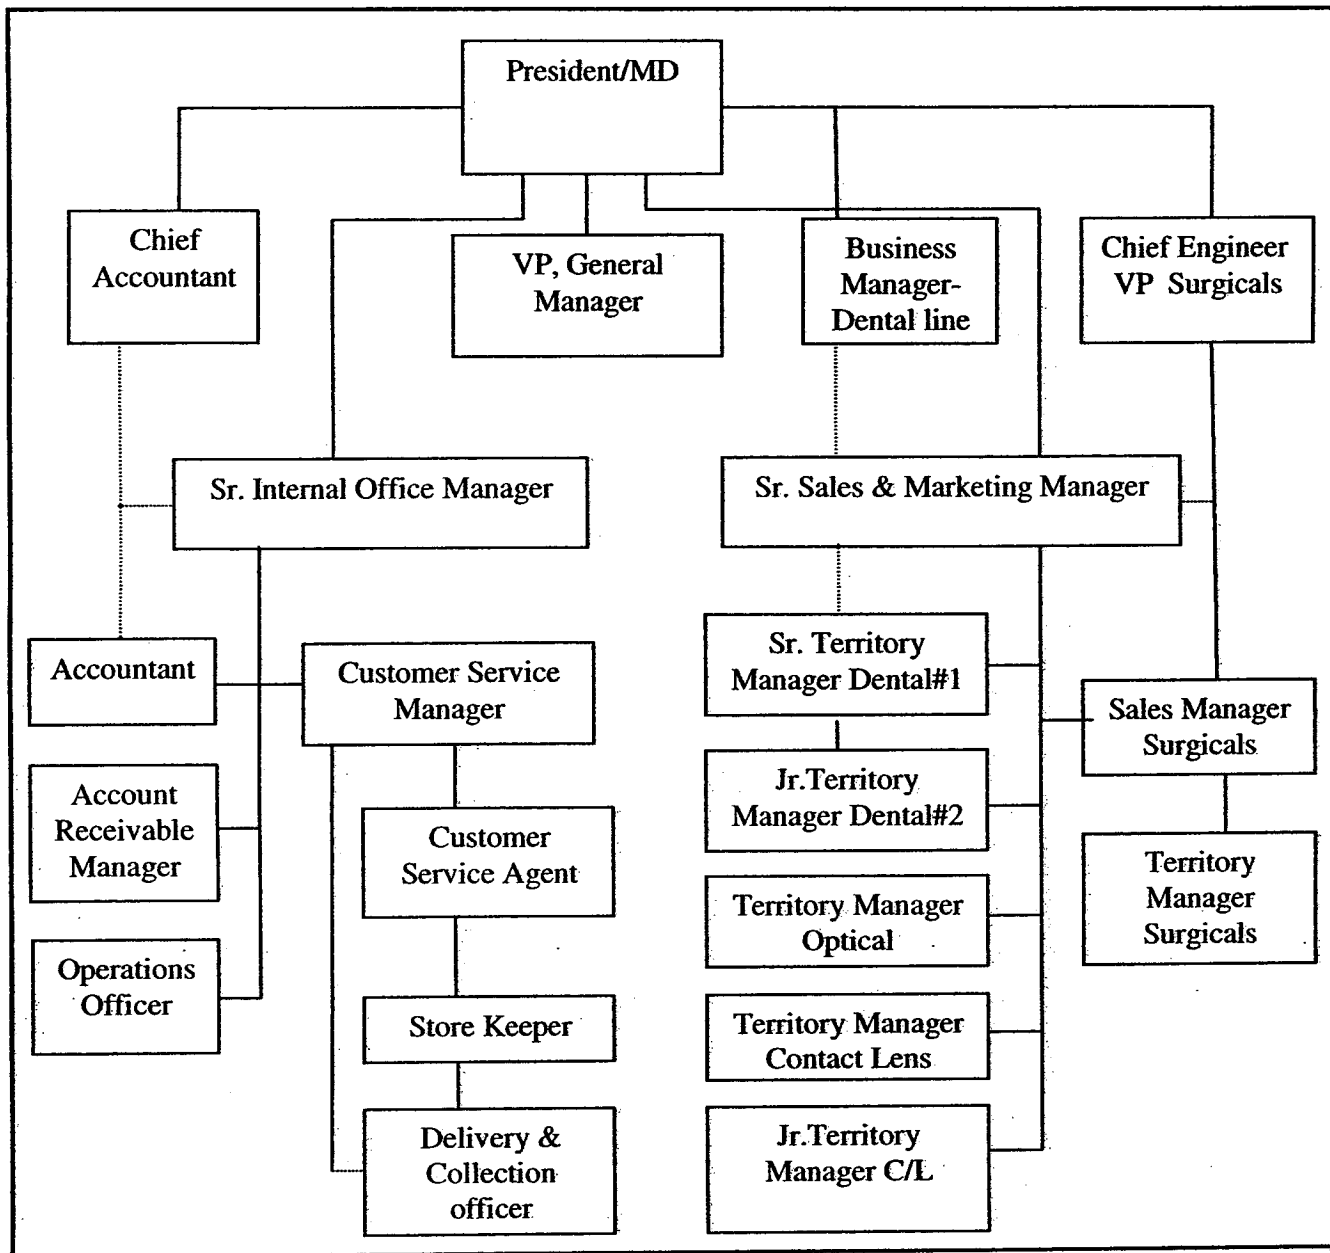 President/MD
Chief
Accountant
VP, General
Manager
Business
Manager-
Dental line
Chief Engineer
VP Surgicals
Sr. Internal Office Manager
Sr. Sales & Marketing Manager
Accountant
Customer Service
Manager
Sr. Territory
Manager Dental#1
Sales Manager
Surgicals
Account
Receivable
Manager
Customer
Service Agent
Jr.Territory
Manager Dental#2
Territory
Manager
Surgicals
Territory Manager
Optical
Operations
Officer
Store Keeper
Territory Manager
Contact Lens
Delivery &
Collection
officer
Jr.Territory
Manager C/L